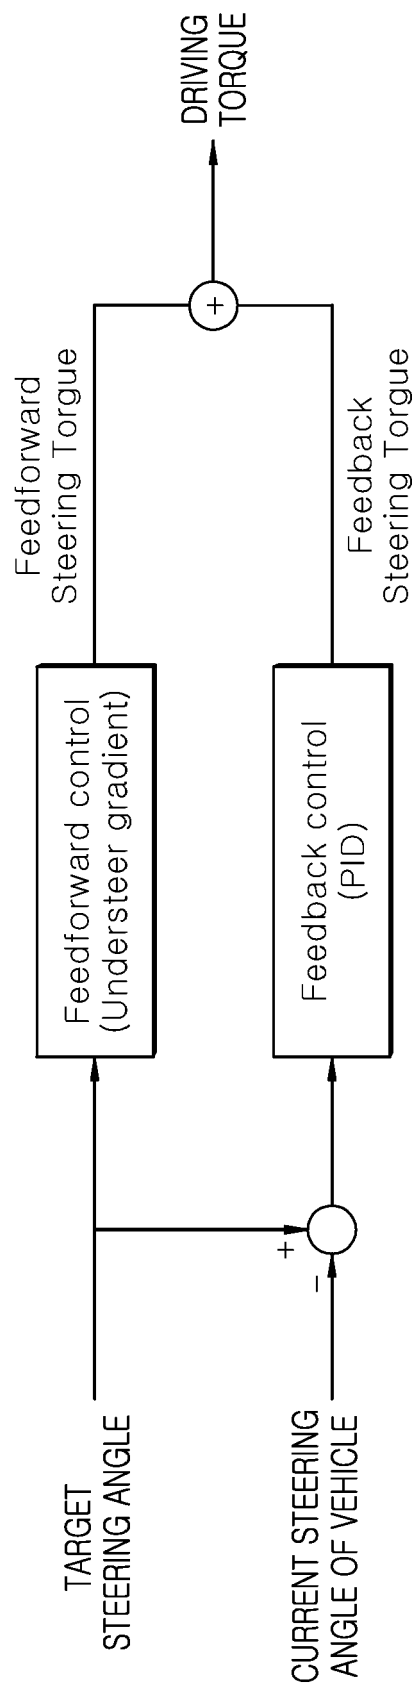 TARGET
STEERING ANGLE
Feedforward control
(Understeer gradient)
Feedforward
Steering Torgue
+
-
CURRENT STEERING
ANGLE OF VEHICLE
Feedback control
(PID)
Feedback
Steering Torgue
+
DRIVING
TORQUE